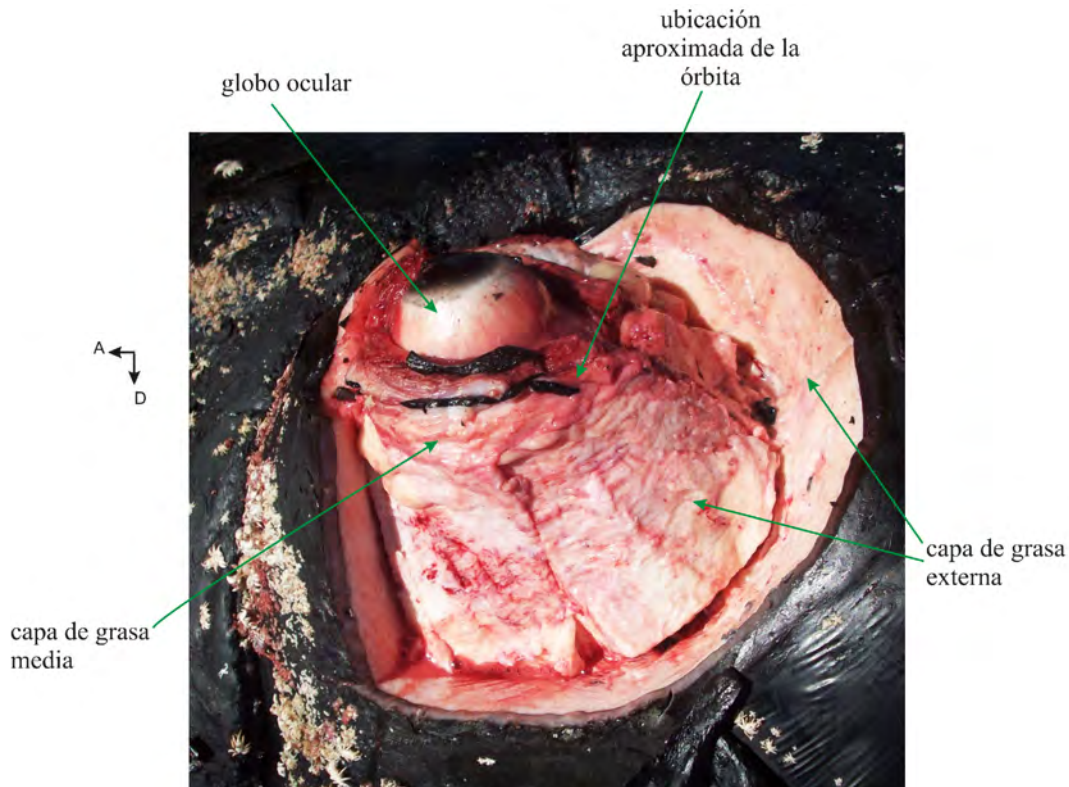 ubicación
aproximada de la
órbita
globo ocular
A
D
capa de grasa
externa
capa de grasa
media